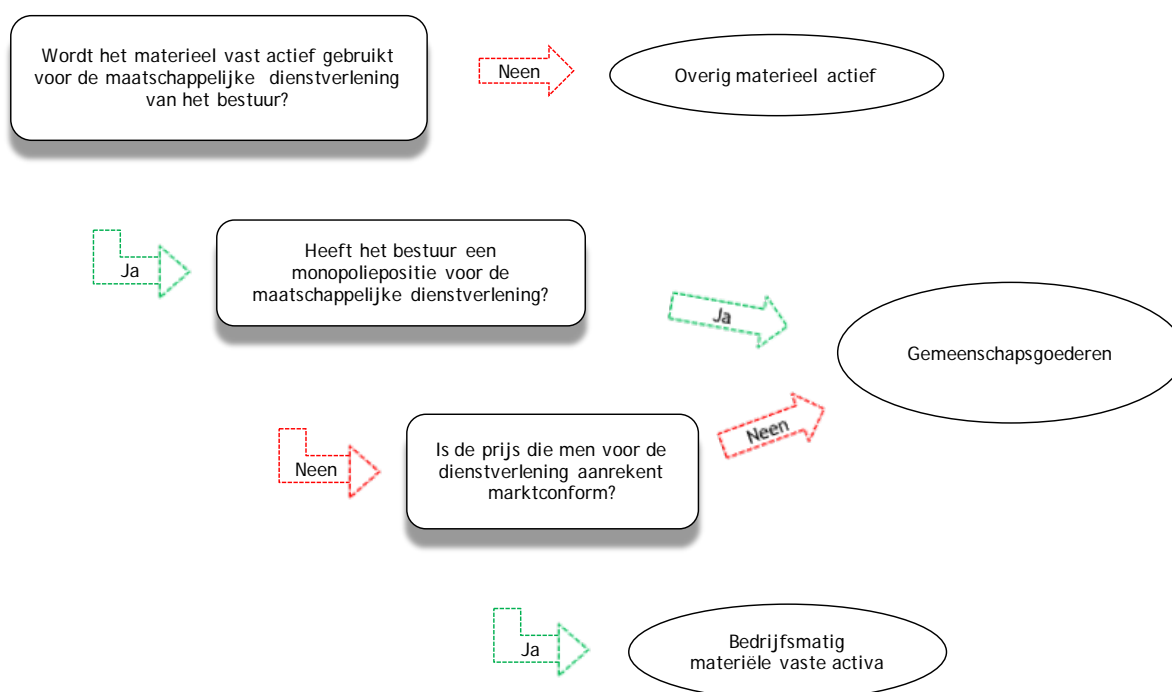 Wordt het materieel vast actief gebruikt
voor de maatschappelijke dienstverlening
van het bestuur?
Neen
Overig materieel actief
Ja
Heeft het bestuur een
monopoliepositie voor de
maatschappelijke dienstverlening?
Ja
Gemeenschapsgoederen
Neen
Is de prijs die men voor de
dienstverlening aanrekent
marktconform?
Neen
Ja
Bedrijfsmatig
materiële vaste activa